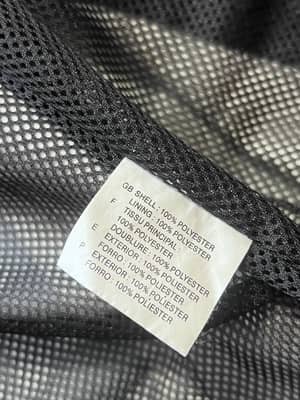 GB SHELL : 100% POLYESTER
LINING : 100% POLYESTER
F TISSU PRINCIPAL
100% POLYESTER
DOUBLURE : 100% POLYESTER
E EXTERIOR : 100% POLIESTER
FORRO : 100% POLIESTER
P EXTERIOR : 100% POLIESTER
FORRO : 100% POLIESTER